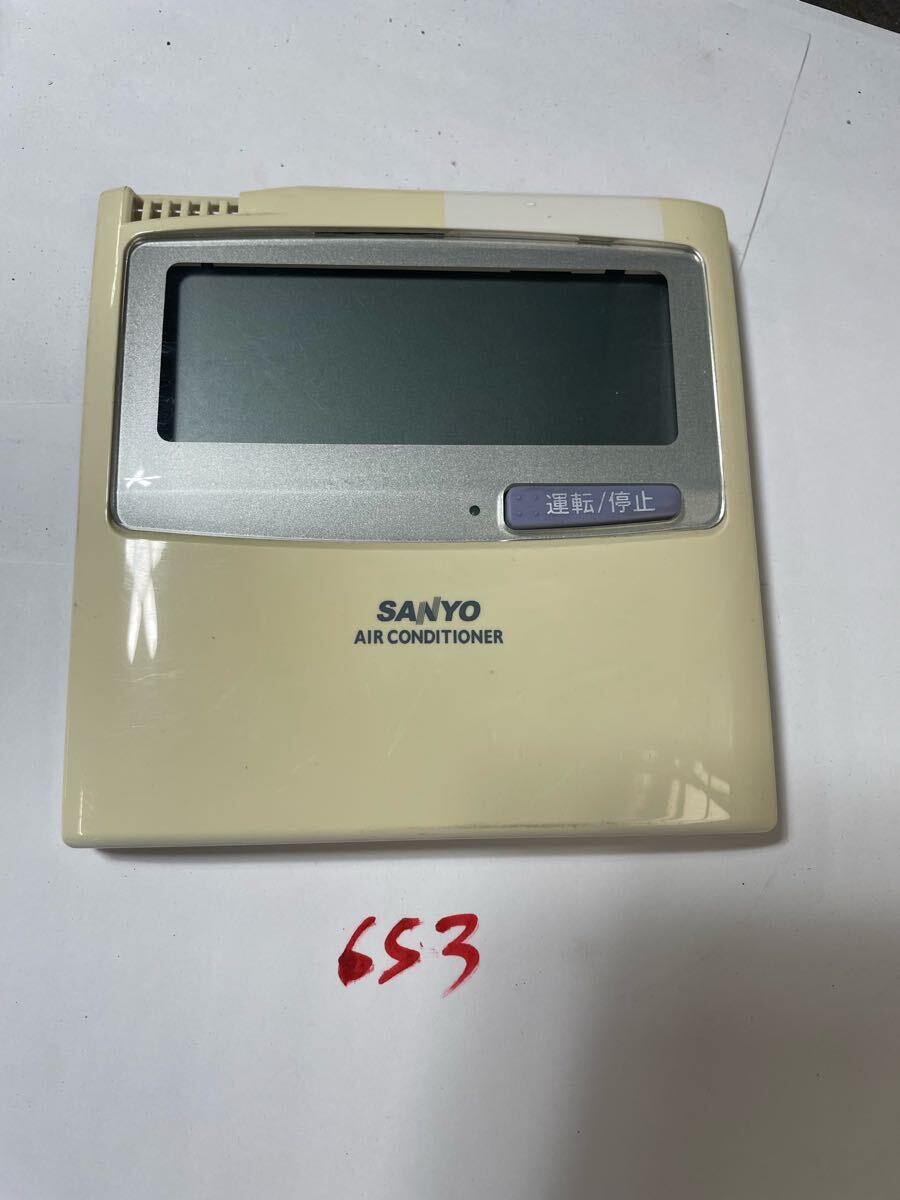 運転/停止
SANYO
AIR CONDITIONER
653